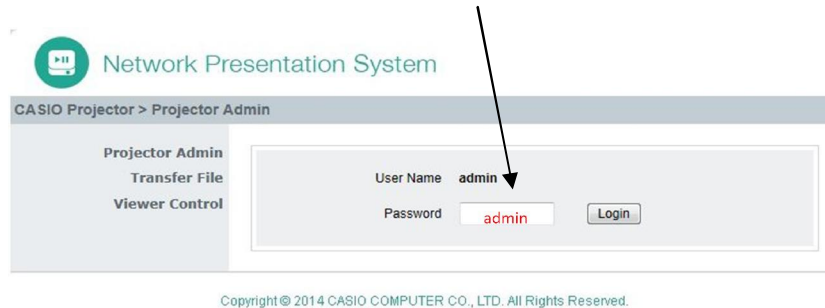 Network Presentation System
CASIO Projector > Projector Admin
Projector Admin
Transfer File
Viewer Control
User Name admin
Password admin Login
Copyright © 2014 CASIO COMPUTER CO., LTD. All Rights Reserved.